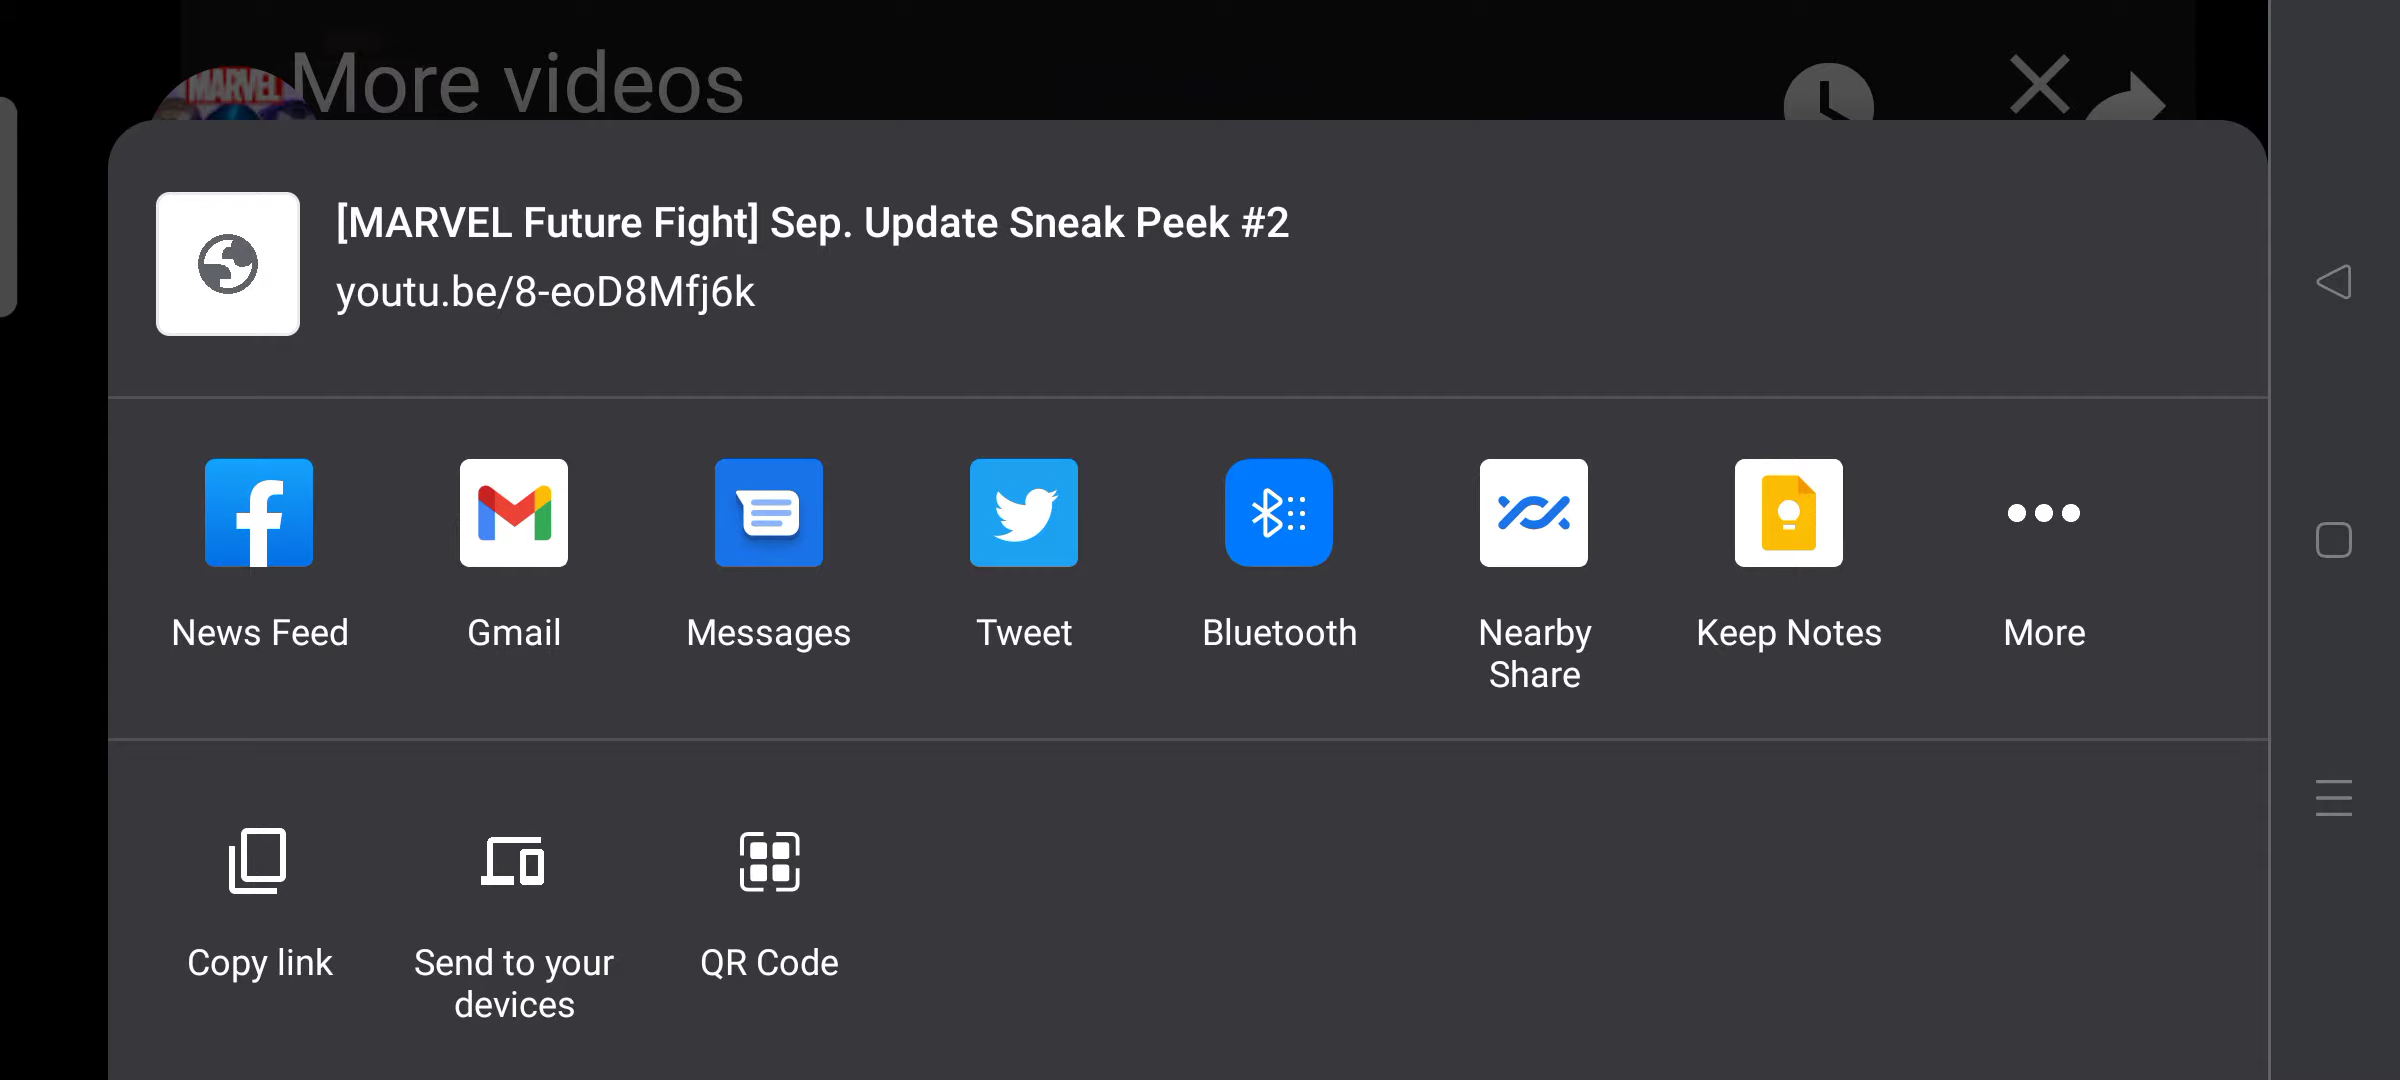 More videos
MARVEL
[MARVEL Future Fight] Sep. Update Sneak Peek #2
youtu.be/8-eoD8Mfj6k
News Feed
Gmail
Messages
Tweet
Bluetooth
Nearby
Share
Keep Notes
More
Copy link
Send to your
devices
QR Code